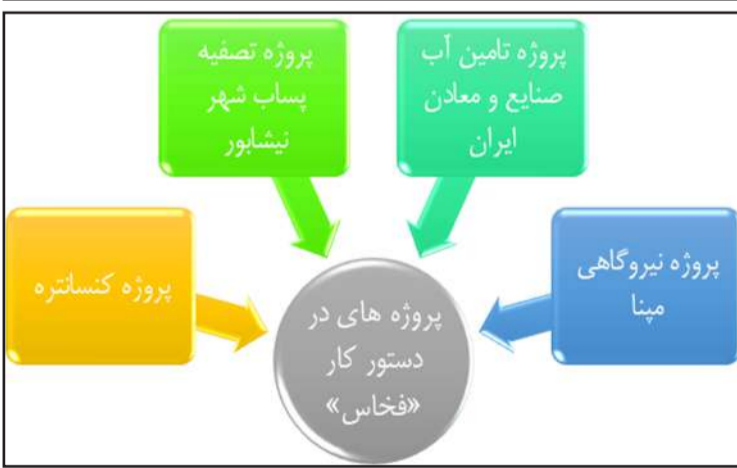 پروژه تامین آب
صنایع و معادن
ایران
پروژه تصفیه
پساب شهر
نیشابور
پروژه نیروگاهی
مپنا
پروژه کنسانتره
پروژه های در
دستور کار
«فخاس»